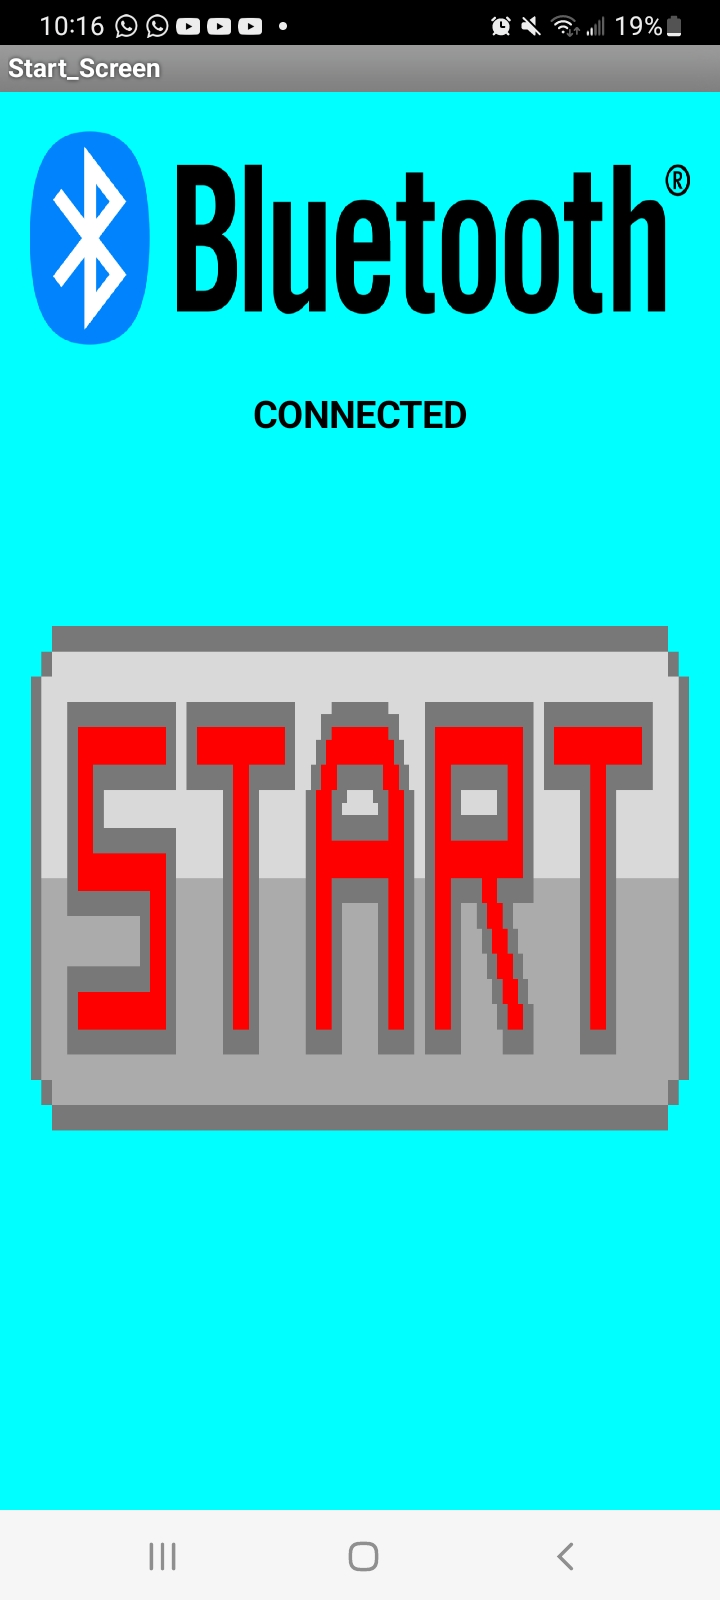 10:16 19%
Start_Screen
Bluetooth®
CONNECTED
START